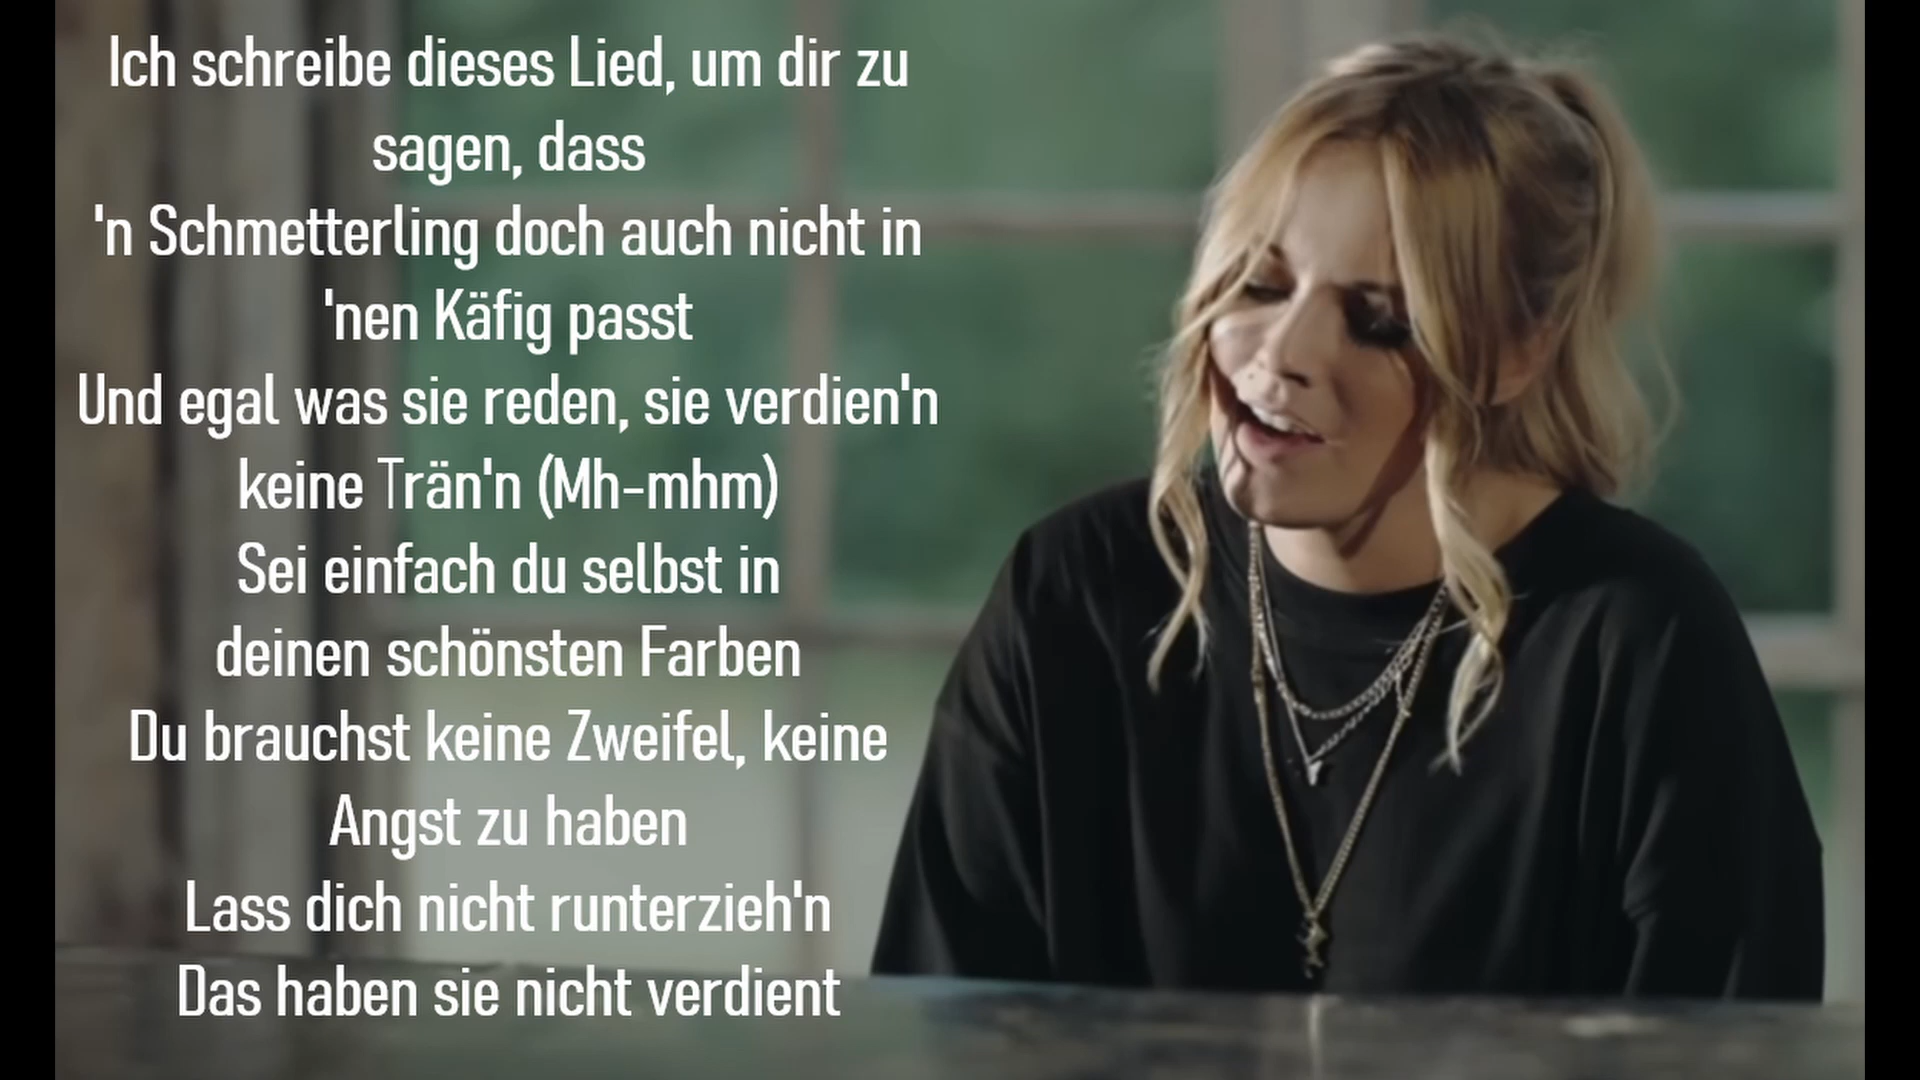 Ich schreibe dieses Lied, um dir zu
sagen, dass
'n Schmetterling doch auch nicht in
'nen Käfig passt
Und egal was sie reden, sie verdien'n
keine Trän'n (Mh-mhm)
Sei einfach du selbst in
deinen schönsten Farben
Du brauchst keine Zweifel, keine
Angst zu haben
Lass dich nicht runterzieh'n
Das haben sie nicht verdient